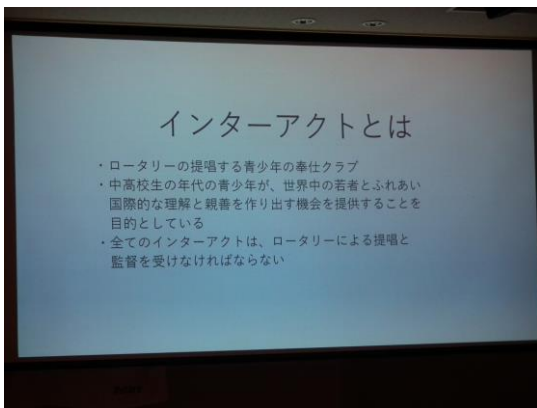 インターアクトとは
・ロータリーの提唱する青少年の奉仕クラブ
・中高校生の年代の青少年が、世界中の若者とふれあい
国際的な理解と親善を作り出す機会を提供することを
目的としている
・全てのインターアクトは、ロータリーによる提唱と
監督を受けなければならない